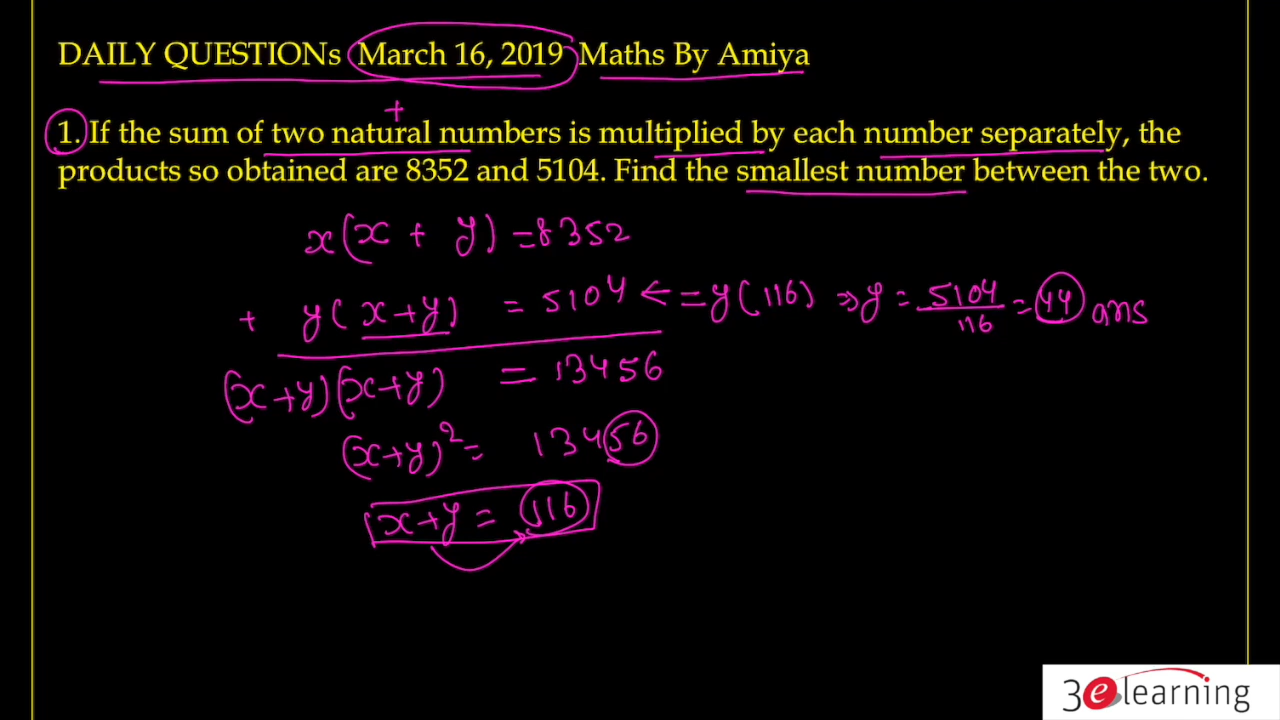 DAILY QUESTIONs March 16, 2019 Maths By Amiya
+
1. If the sum of two natural numbers is multiplied by each number separately, the
products so obtained are 8352 and 5104. Find the smallest number between the two.
x(x + y) = 8352
+ y(x+y) = 5104 ← = y(116) ⇒ y = 5104/116 = 44 ans
(x+y)(x+y) = 13456
(x+y)² = 13456
x+y = 116
3elearning